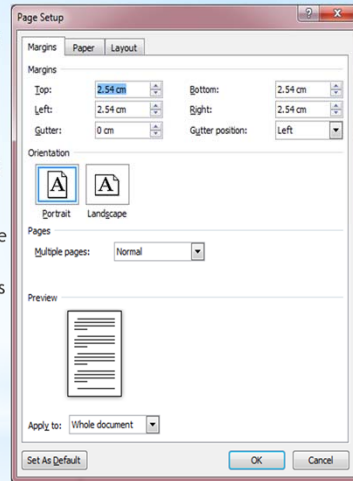 Page Setup
Margins Paper Layout
Margins
Top: 2.54 cm Bottom: 2.54 cm
Left: 2.54 cm Right: 2.54 cm
Gutter: 0 cm Gutter position: Left
Orientation
A A
Portrait Landscape
e
Pages
Multiple pages: Normal
s
Preview
Apply to: Whole document
Set As Default OK Cancel